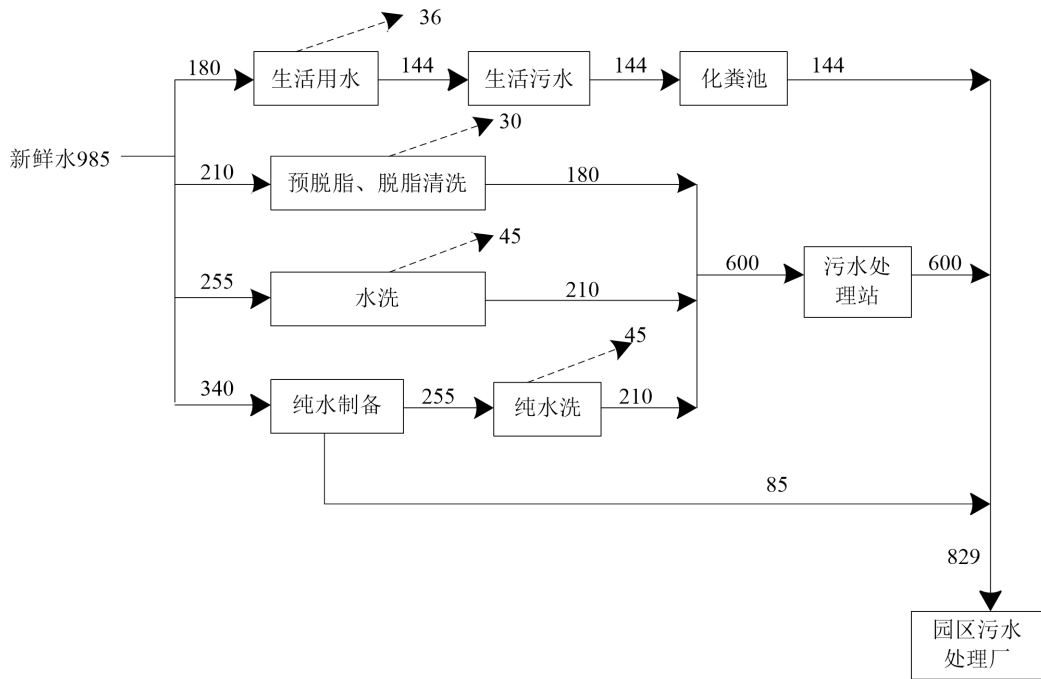 36
180
生活用水
144
生活污水
144
化粪池
144
新鲜水985
30
210
预脱脂、脱脂清洗
180
45
255
水洗
210
600
污水处
理站
600
45
340
纯水制备
255
纯水洗
210
85
829
园区污水
处理厂